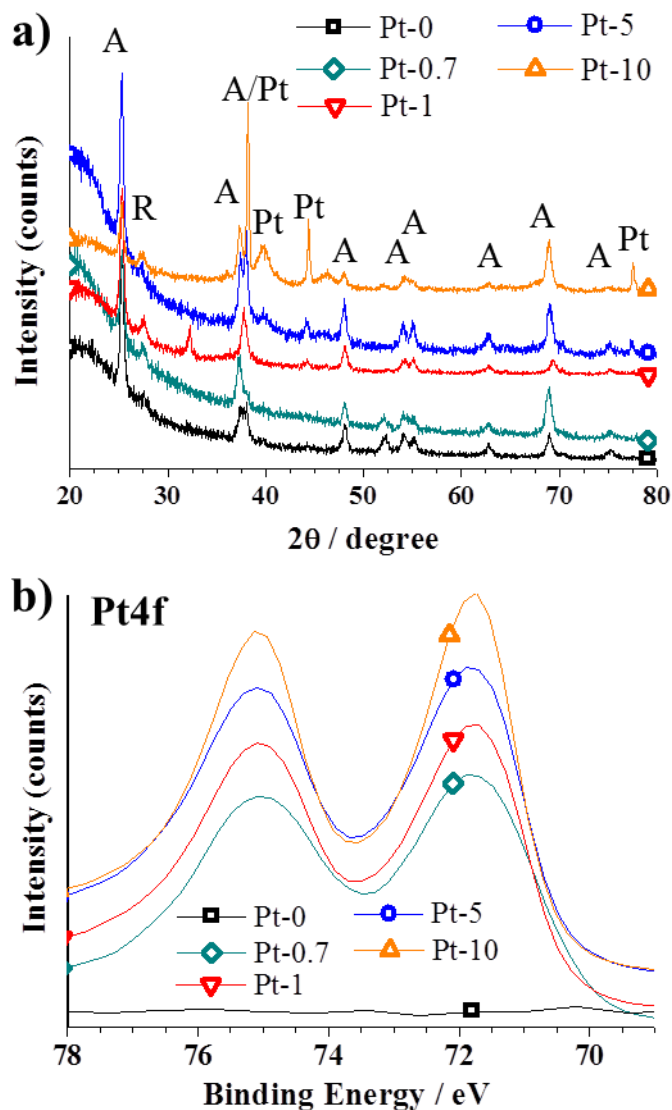 a)
Pt-0
Pt-5
Pt-0.7
Pt-10
Pt-1
A
A/Pt
R
A
Pt
Pt
A
A
A
A
A
A
Pt
Intensity (counts)
20
30
40
50
60
70
80
2θ / degree
b)
Pt4f
Intensity (counts)
Pt-0
Pt-5
Pt-0.7
Pt-10
Pt-1
78
76
74
72
70
Binding Energy / eV